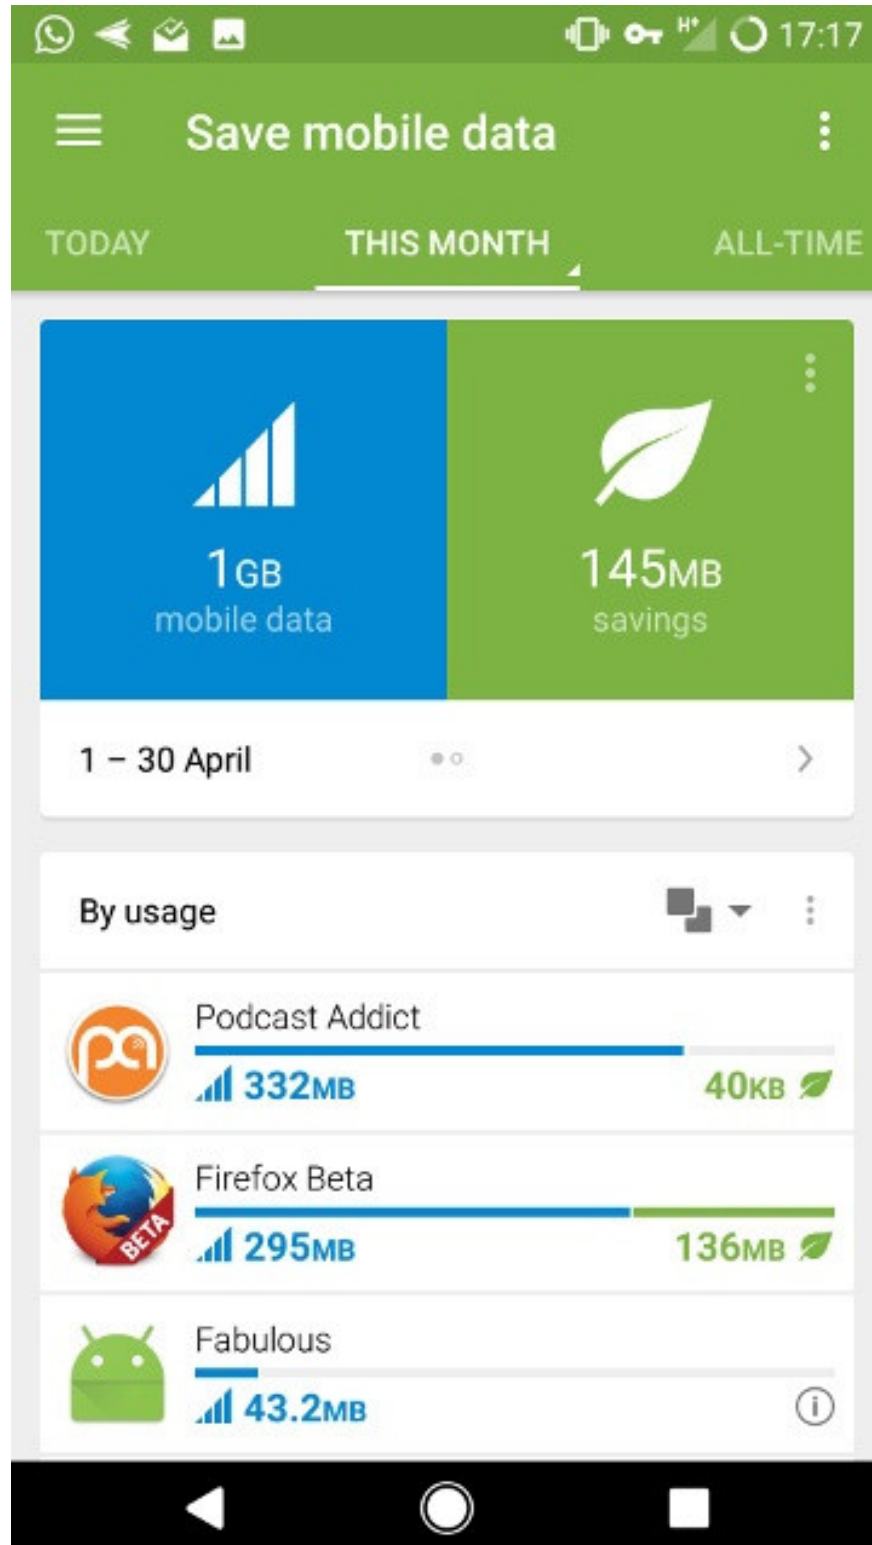 H+ 17:17
Save mobile data
TODAY THIS MONTH ALL-TIME
1GB 145MB
mobile data savings
1 – 30 April
By usage
Podcast Addict
332MB 40KB
Firefox Beta
BETA
295MB 136MB
Fabulous
43.2MB